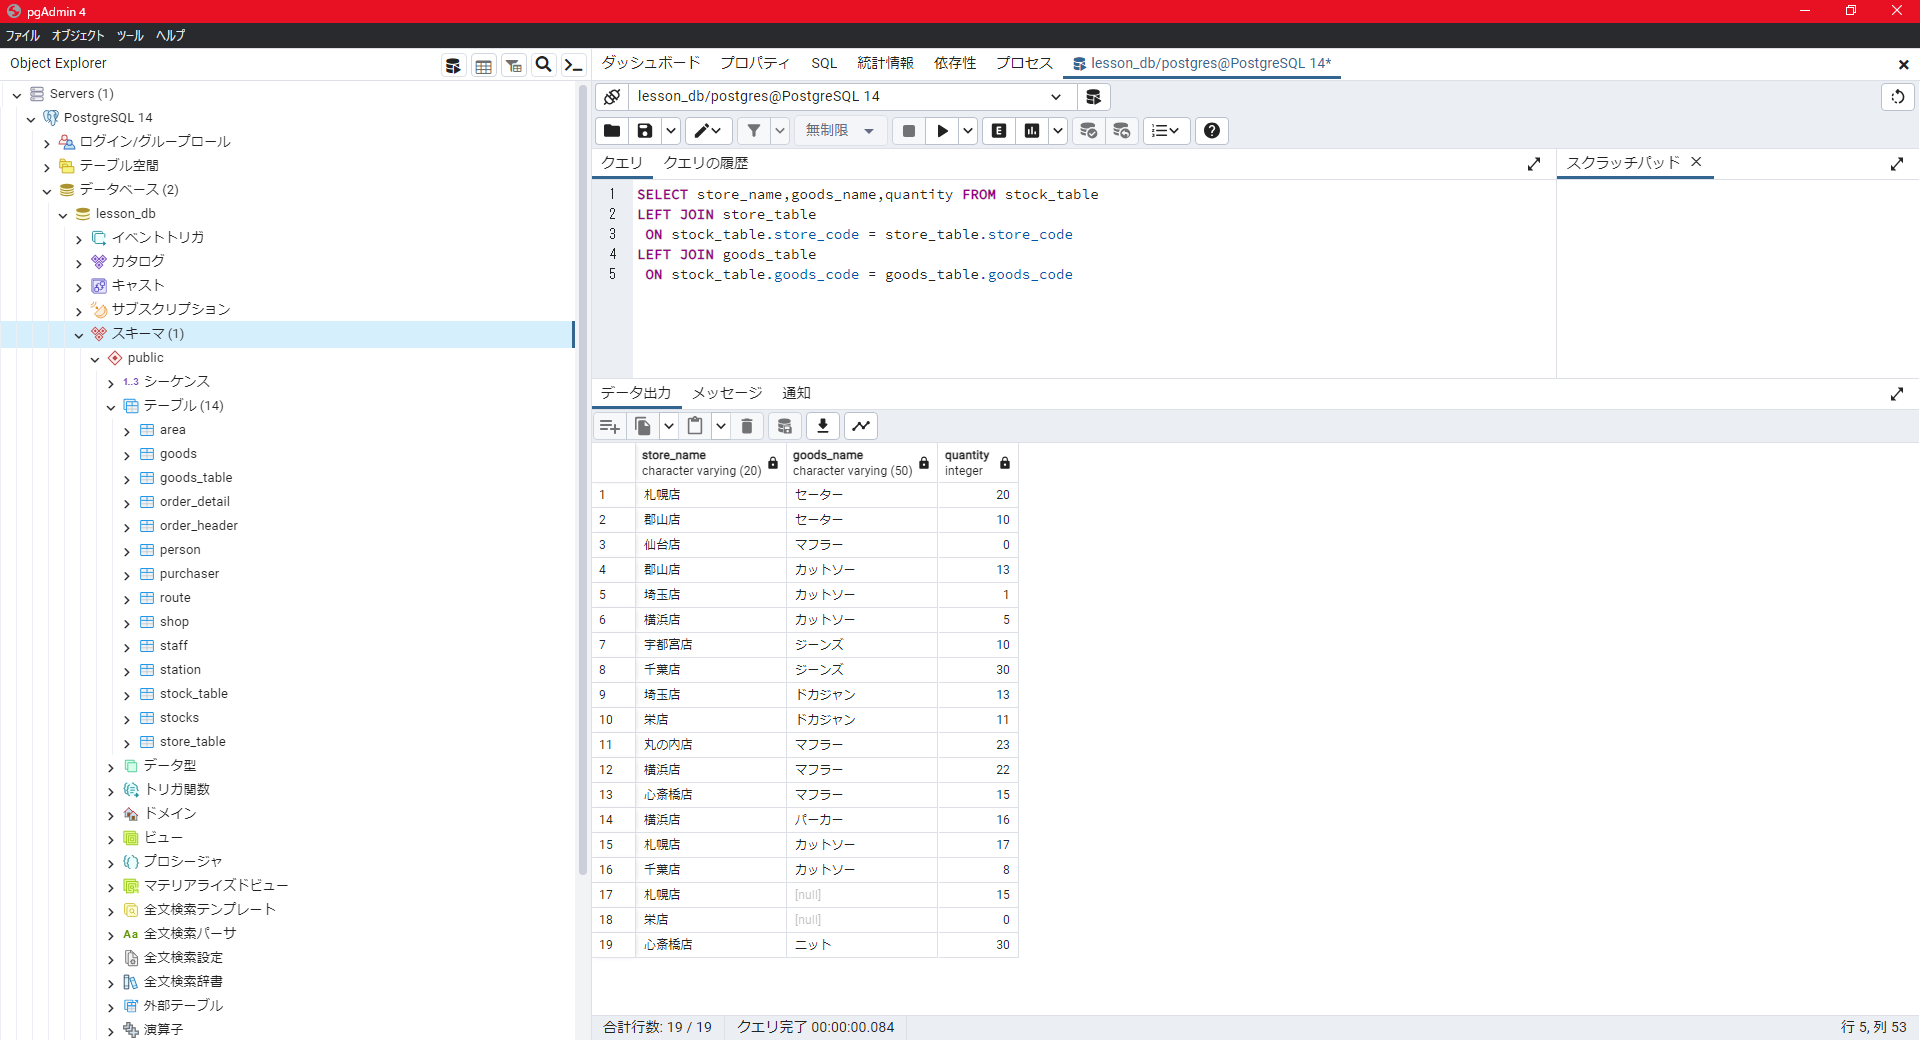 pgAdmin 4
ファイル オブジェクト ツール ヘルプ
Object Explorer
Servers (1)
PostgreSQL 14
ログイン/グループロール
テーブル空間
データベース (2)
lesson_db
イベントトリガ
カタログ
キャスト
サブスクリプション
スキーマ (1)
public
1..3 シーケンス
テーブル (14)
area
goods
goods_table
order_detail
order_header
person
purchaser
route
shop
staff
station
stock_table
stocks
store_table
データ型
トリガ関数
ドメイン
ビュー
プロシージャ
マテリアライズドビュー
全文検索テンプレート
Aa 全文検索パーサ
全文検索設定
全文検索辞書
外部テーブル
演算子
ダッシュボード プロパティ SQL 統計情報 依存性 プロセス lesson_db/postgres@PostgreSQL 14*
lesson_db/postgres@PostgreSQL 14
無制限
クエリ クエリの履歴
スクラッチパッド
1 SELECT store_name,goods_name,quantity FROM stock_table
2 LEFT JOIN store_table
3 ON stock_table.store_code = store_table.store_code
4 LEFT JOIN goods_table
5 ON stock_table.goods_code = goods_table.goods_code
データ出力 メッセージ 通知
store_name goods_name quantity
character varying (20) character varying (50) integer
1 札幌店 セーター 20
2 郡山店 セーター 10
3 仙台店 マフラー 0
4 郡山店 カットソー 13
5 埼玉店 カットソー 1
6 横浜店 カットソー 5
7 宇都宮店 ジーンズ 10
8 千葉店 ジーンズ 30
9 埼玉店 ドカジャン 13
10 栄店 ドカジャン 11
11 丸の内店 マフラー 23
12 横浜店 マフラー 22
13 心斎橋店 マフラー 15
14 横浜店 パーカー 16
15 札幌店 カットソー 17
16 千葉店 カットソー 8
17 札幌店 [null] 15
18 栄店 [null] 0
19 心斎橋店 ニット 30
合計行数: 19 / 19 クエリ完了 00:00:00.084 行 5, 列 53